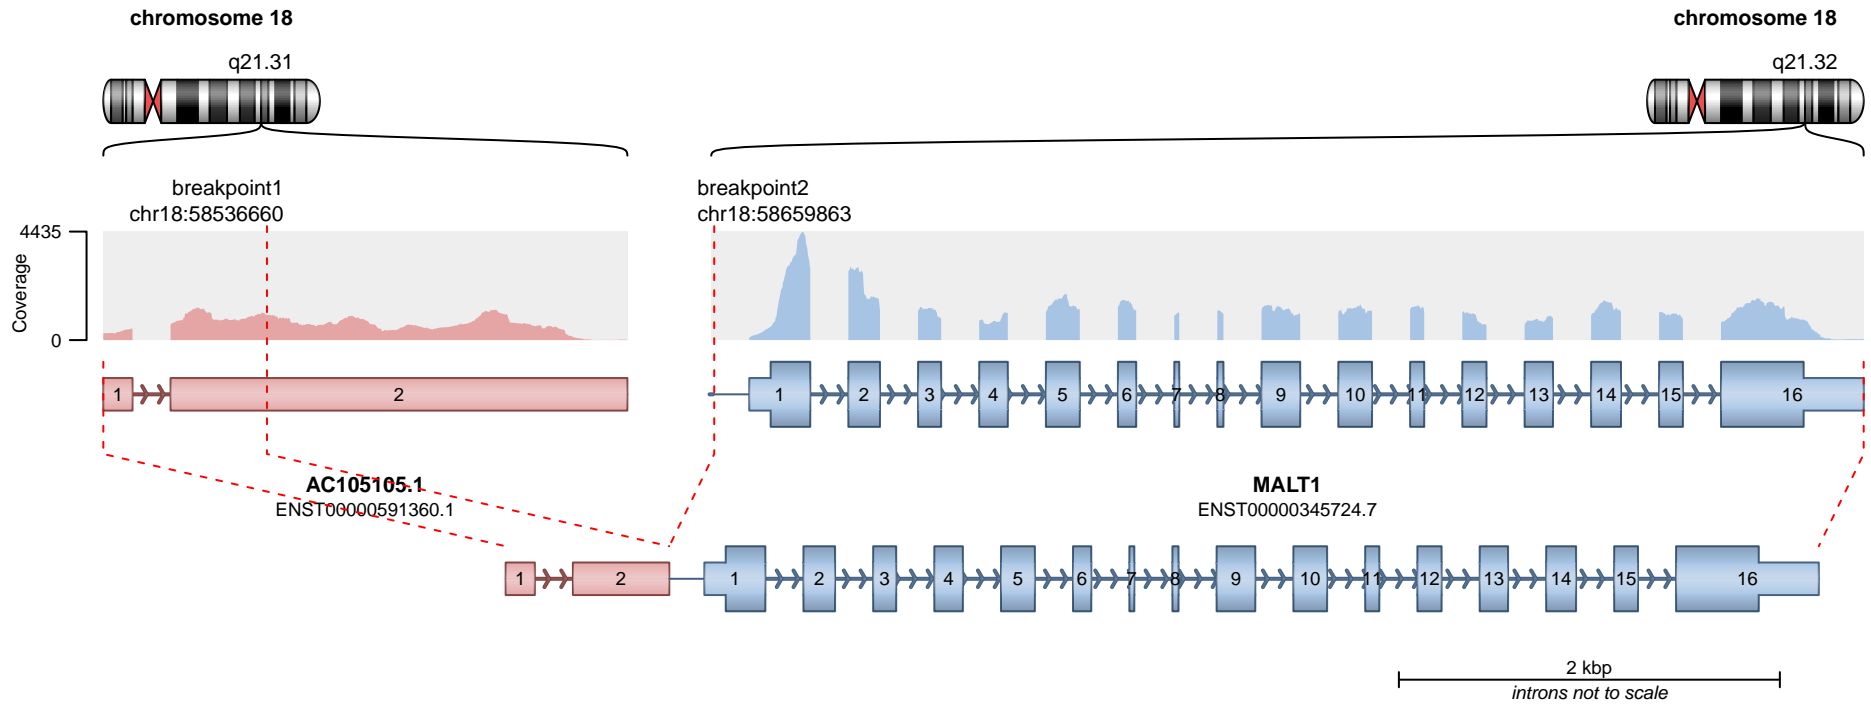 chromosome 18
chromosome 18
q21.31
q21.32
breakpoint1
chr18:58536660
breakpoint2
chr18:58659863
4435
Coverage
0
1 2
1 2 3 4 5 6 7 8 9 10 11 12 13 14 15 16
AC105105.1
ENST00000591360.1
MALT1
ENST00000345724.7
1 2 1 2 3 4 5 6 7 8 9 10 11 12 13 14 15 16
2 kbp
introns not to scale